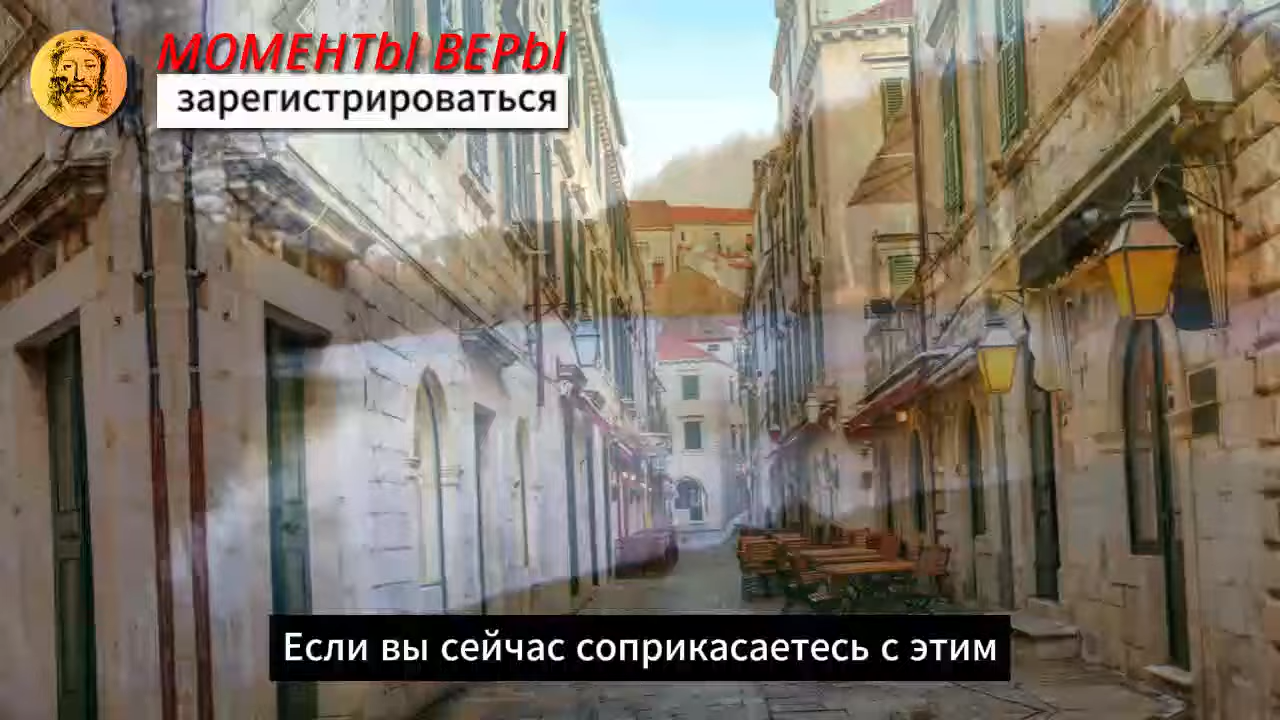 МОМЕНТЫ ВЕРЫ
зарегистрироваться
Если вы сейчас соприкасаетесь с этим